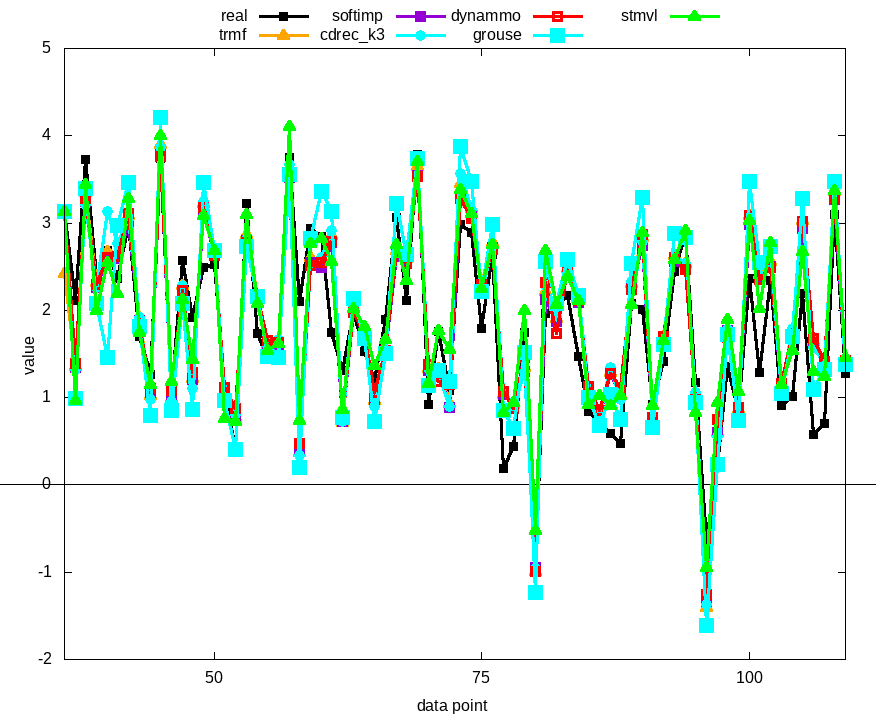 real softimp dynammo stmvl
trmf cdrec_k3 grouse
5
4
3
2
1
0
-1
-2
value
50 75 100
data point